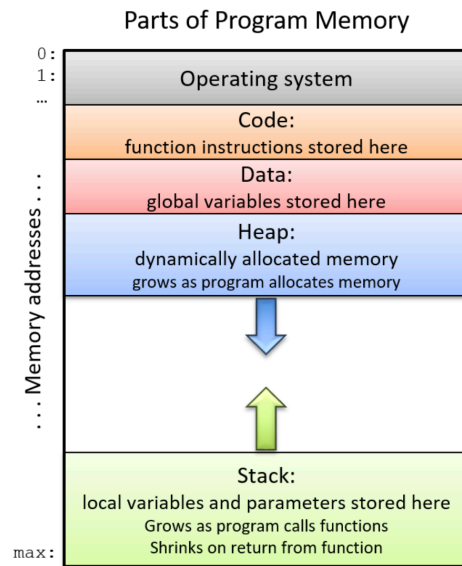 Parts of Program Memory
0:
1:
…
Operating system
Code:
function instructions stored here
Data:
global variables stored here
Heap:
dynamically allocated memory
grows as program allocates memory
... Memory addresses ...
Stack:
local variables and parameters stored here
Grows as program calls functions
Shrinks on return from function
max: